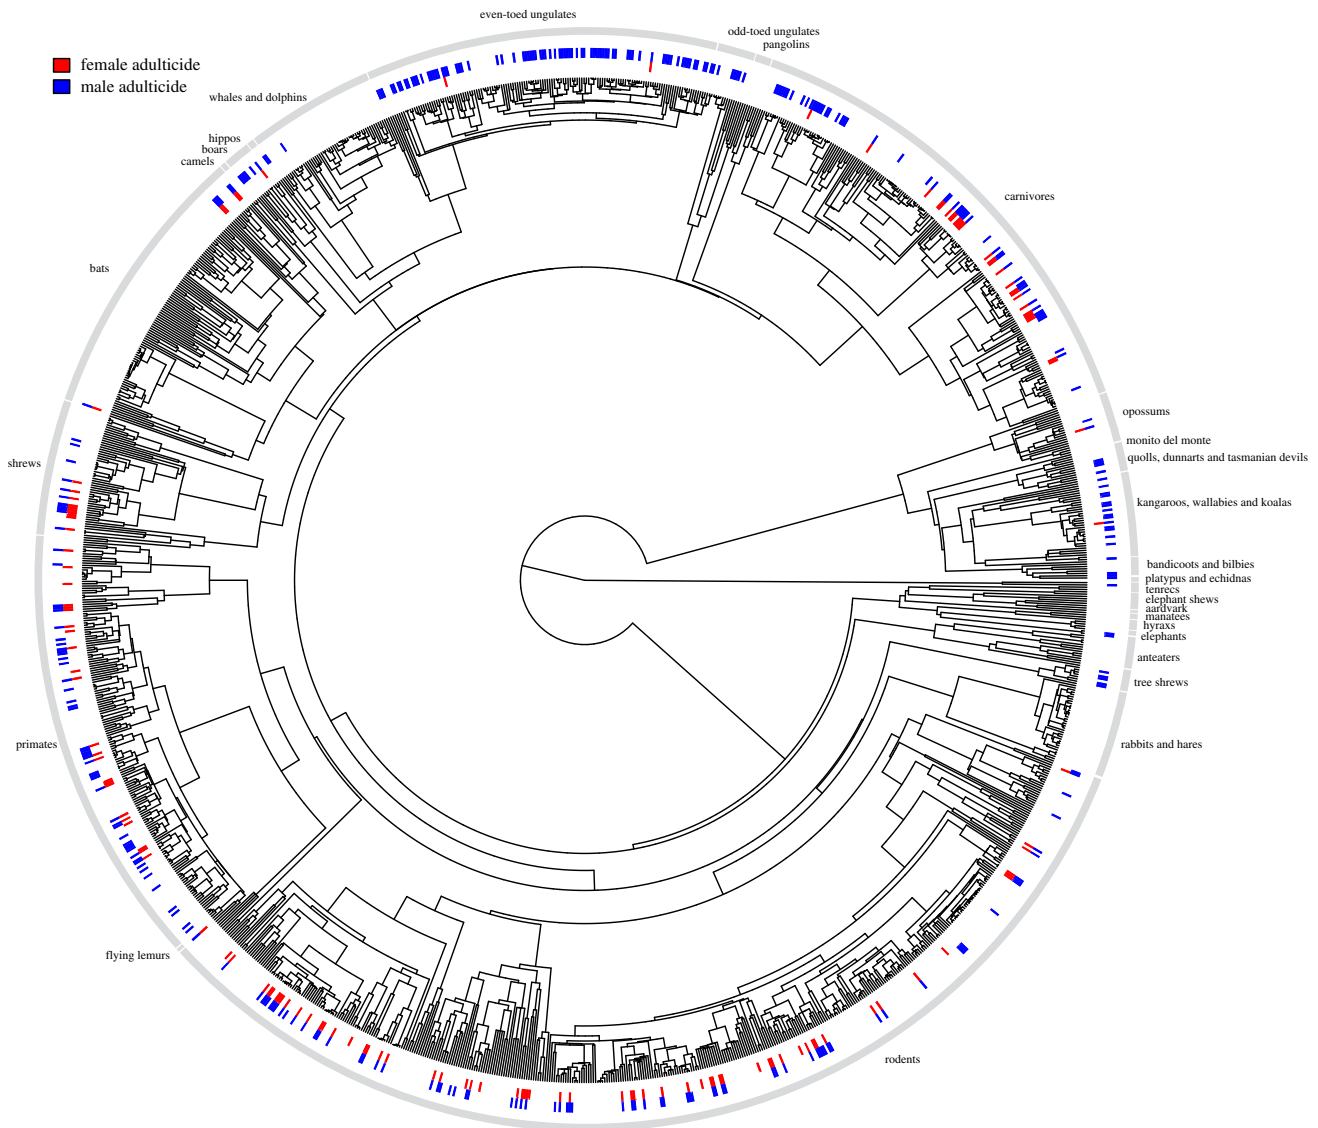 even-toed ungulates
odd-toed ungulates
pangolins
female adulticide
male adulticide
whales and dolphins
hippos
boars
camels
carnivores
bats
opossums
monito del monte
quolls, dunnarts and tasmanian devils
shrews
kangaroos, wallabies and koalas
bandicoots and bilbies
platypus and echidnas
tenrecs
elephant shews
aardvark
manatees
hyraxs
elephants
anteaters
tree shrews
primates
rabbits and hares
flying lemurs
rodents